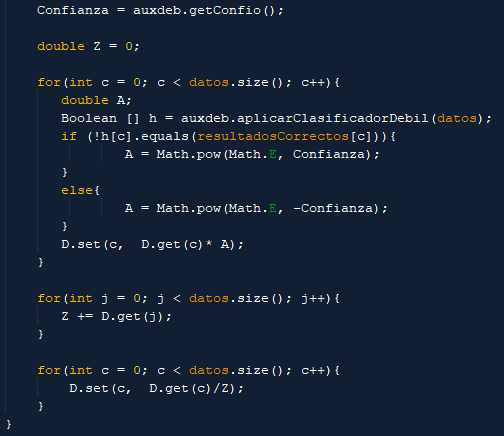 Confianza = auxdeb.getConfio();
double Z = 0;
for(int c = 0; c < datos.size(); c++){
double A;
Boolean [] h = auxdeb.aplicarClasificadorDebil(datos);
if (!h[c].equals(resultadosCorrectos[c])){
A = Math.pow(Math.E, Confianza);
}
else{
A = Math.pow(Math.E, -Confianza);
}
D.set(c,  D.get(c)* A);
}
for(int j = 0; j < datos.size(); j++){
Z += D.get(j);
}
for(int c = 0; c < datos.size(); c++){
D.set(c,  D.get(c)/Z);
}
}